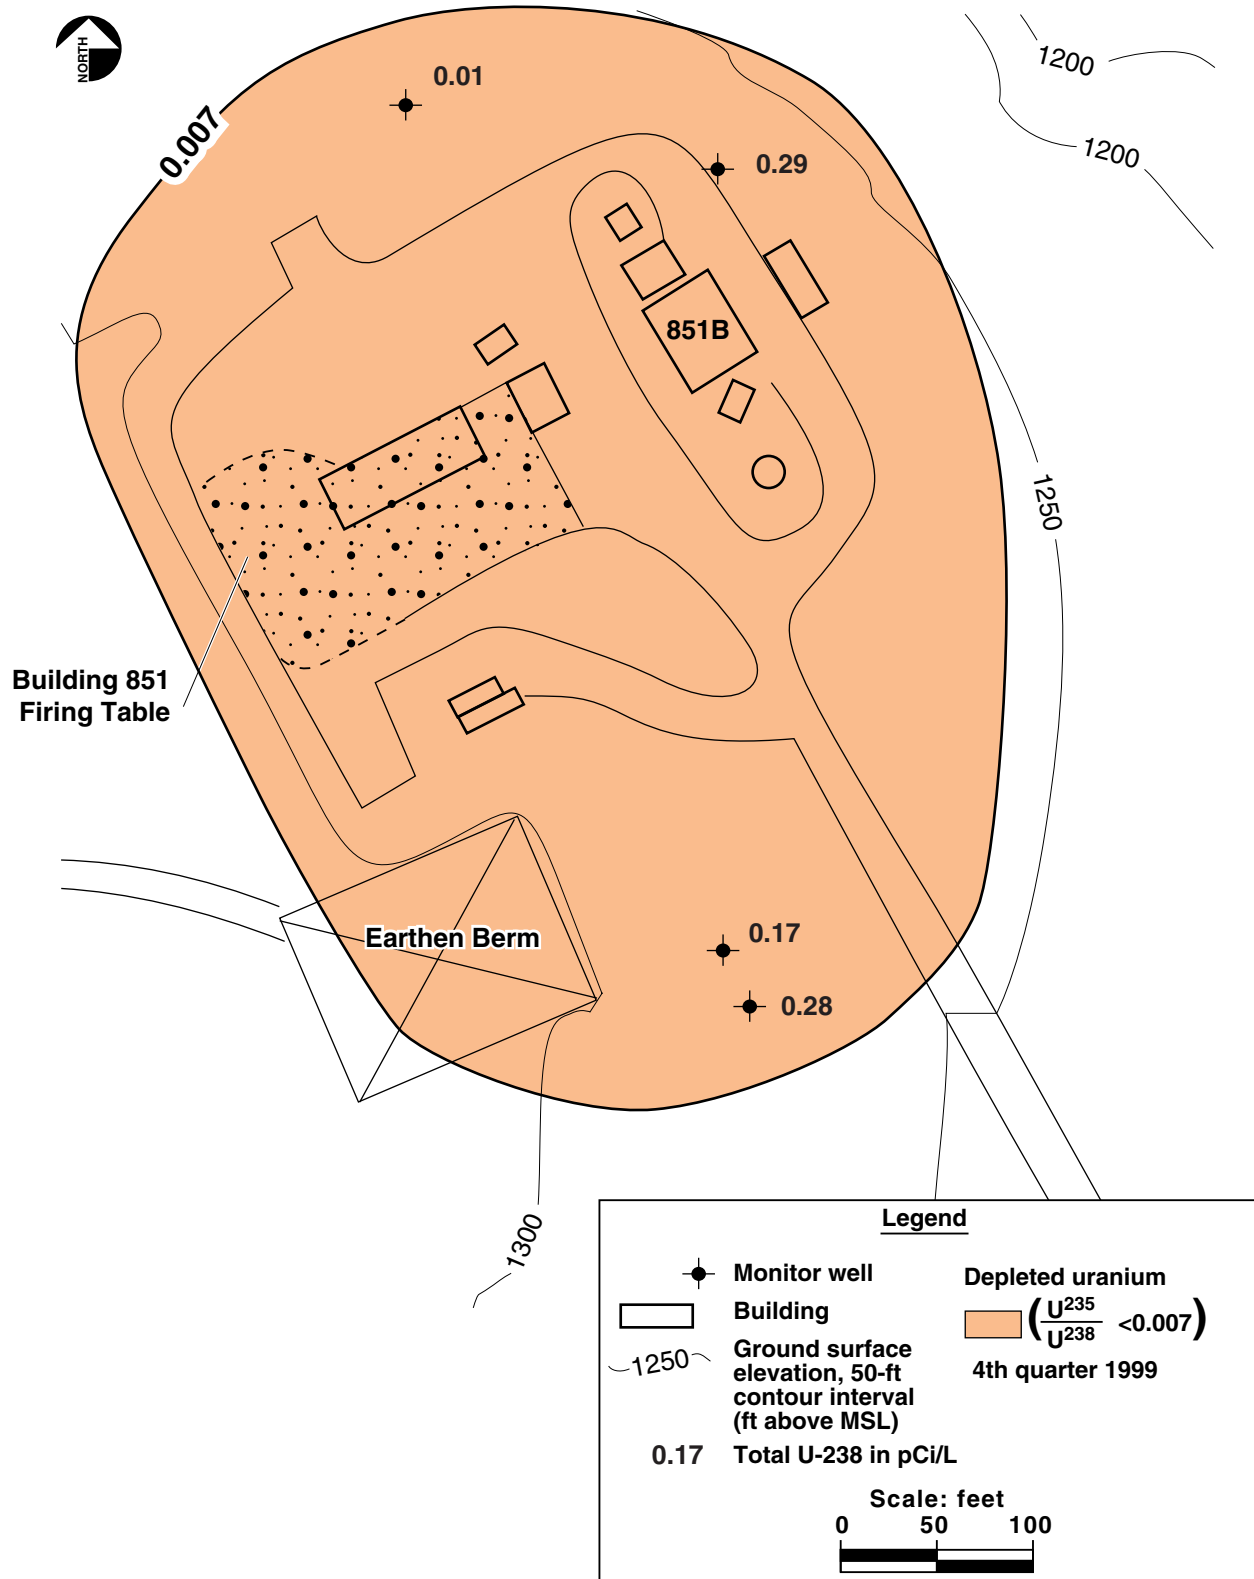 NORTH
0.01
0.007
0.29
1200
1200
851B
1250
Building 851
Firing Table
Earthen Berm
0.17
0.28
1300
Legend
Monitor well
Building
1250
Ground surface
elevation, 50-ft
contour interval
(ft above MSL)
0.17 Total U-238 in pCi/L
Depleted uranium
(U235/U238 <0.007)
4th quarter 1999
Scale: feet
0 50 100